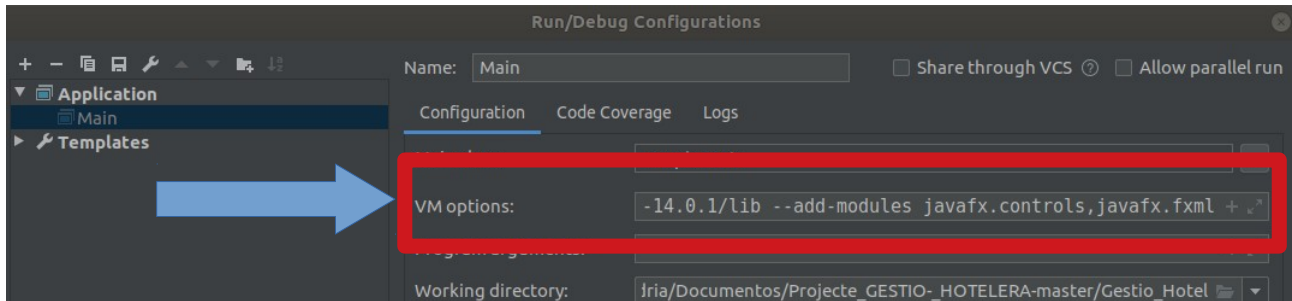 Run/Debug Configurations
Name: Main
Share through VCS
Allow parallel run
Application
Main
Templates
Configuration Code Coverage Logs
VM options: -14.0.1/lib --add-modules javafx.controls,javafx.fxml
Working directory: dria/Documentos/Projecte_GESTIO-_HOTELERA-master/Gestio_Hotel